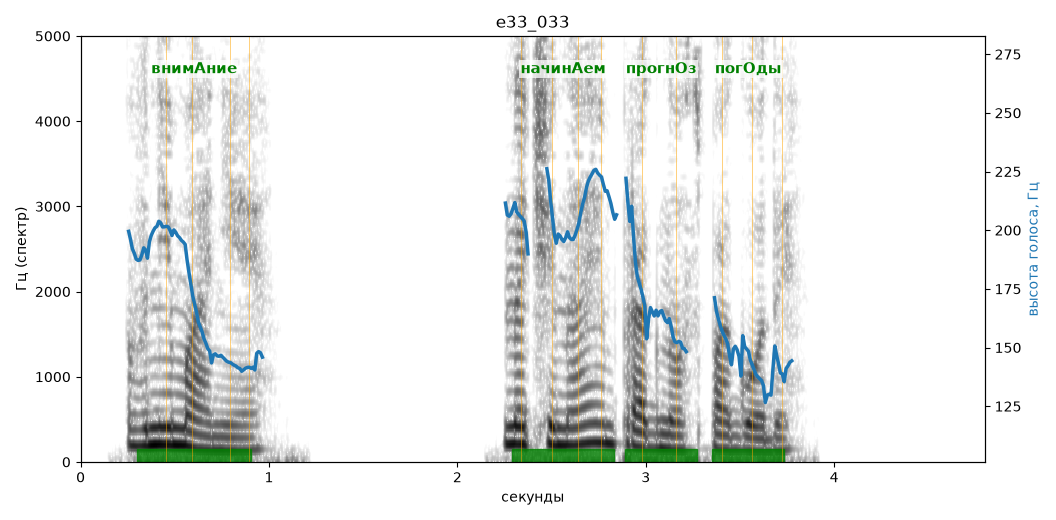 e33_033
внимАние
начинАем
прогнОз
погОды
5000
4000
3000
2000
1000
0
275
250
225
200
175
150
125
0
1
2
3
4
Гц (спектр)
высота голоса, Гц
секунды